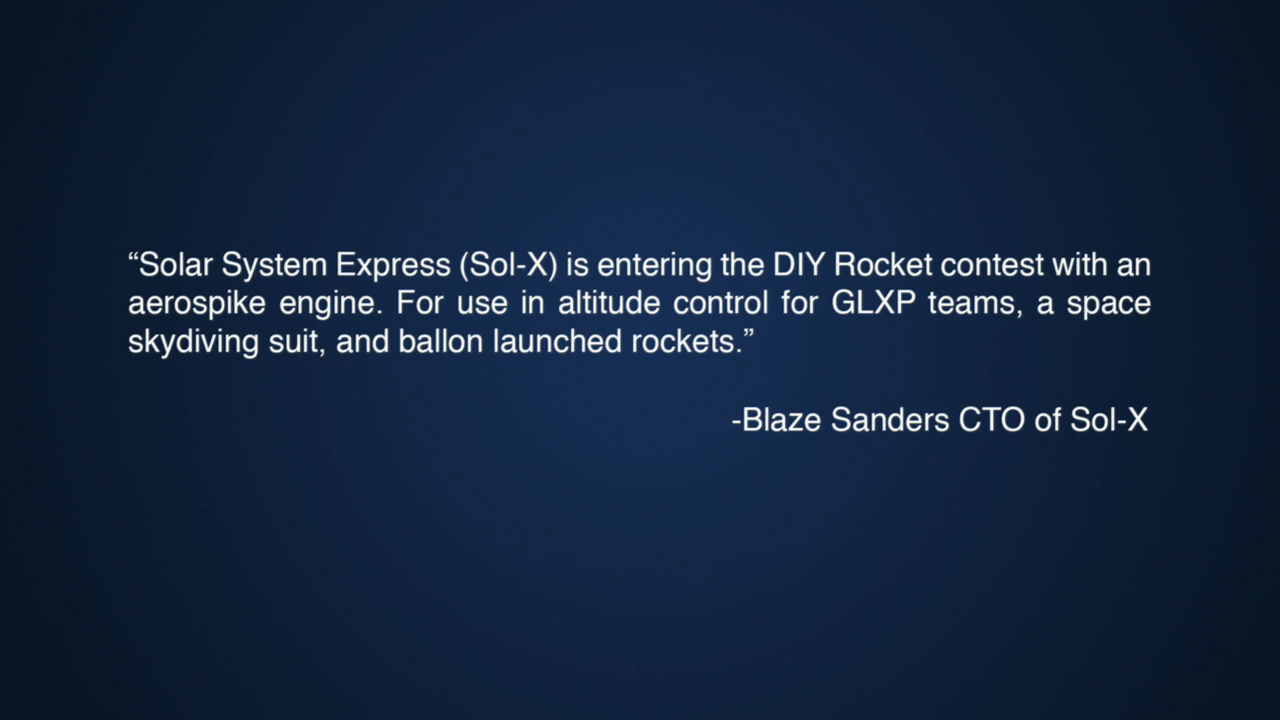 “Solar System Express (Sol-X) is entering the DIY Rocket contest with an
aerospike engine. For use in altitude control for GLXP teams, a space
skydiving suit, and ballon launched rockets.”
-Blaze Sanders CTO of Sol-X